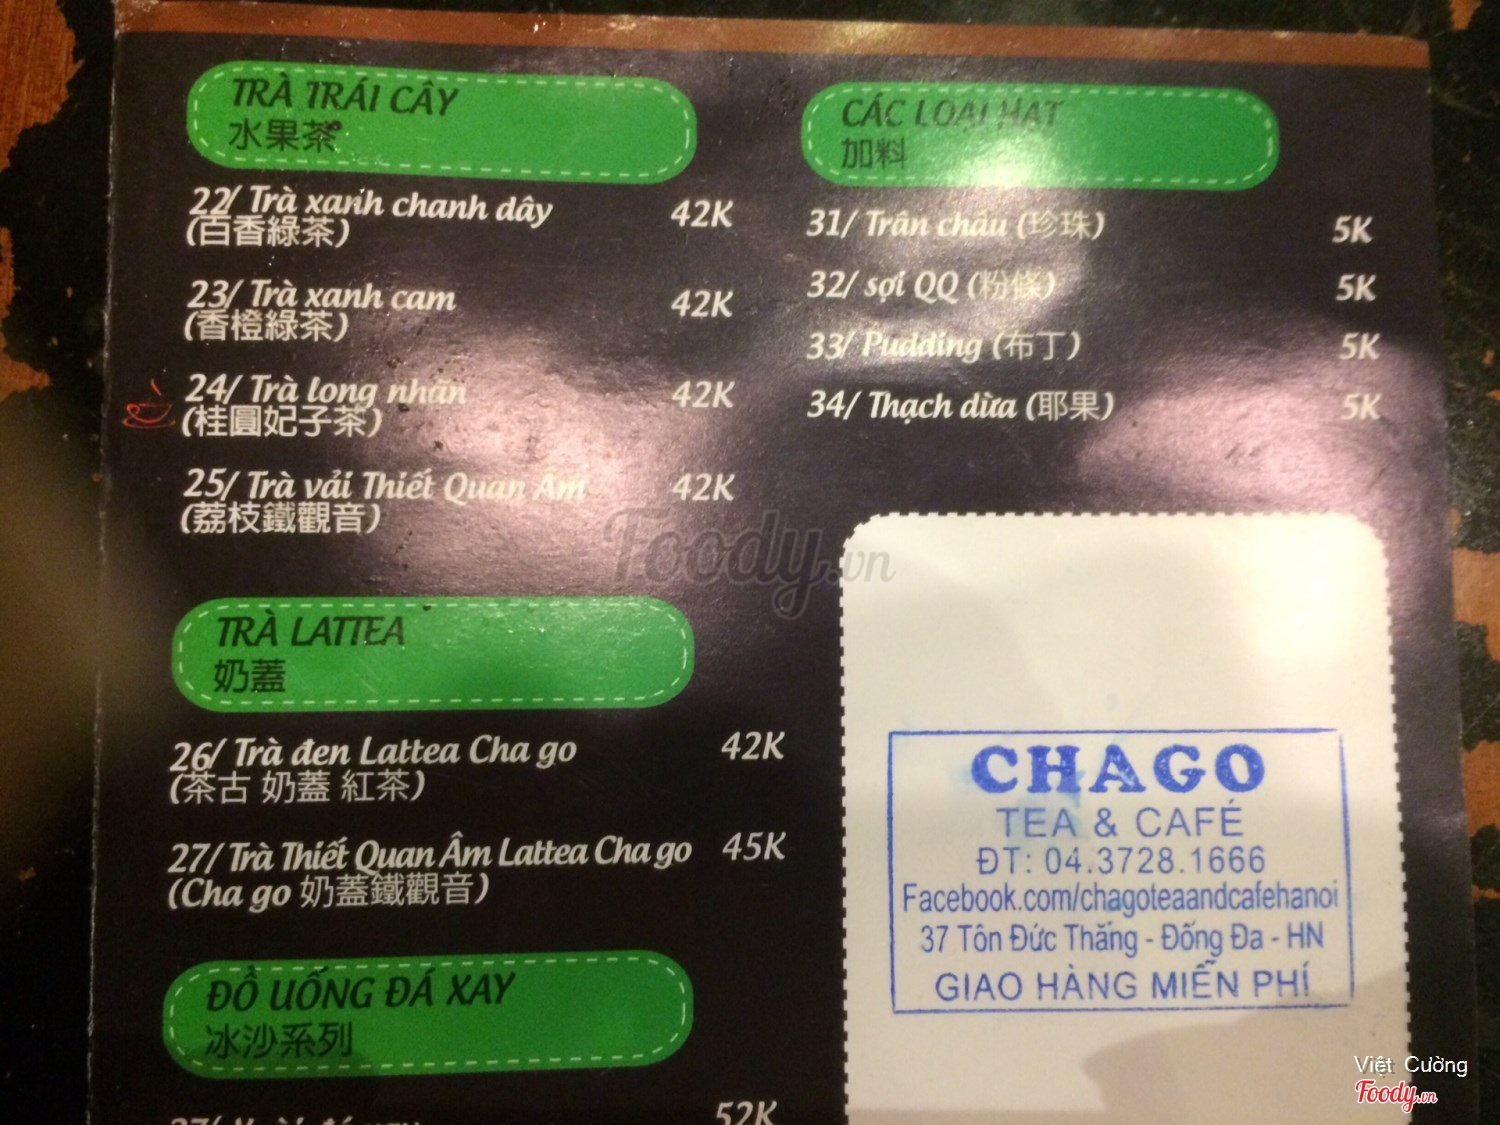 TRÀ TRÁI CÂY
水果茶
22/ Trà xanh chanh dây 42K
(百香綠茶)
23/ Trà xanh cam 42K
(香橙綠茶)
24/ Trà long nhãn 42K
(桂圓妃子茶)
25/ Trà vải Thiết Quan Âm 42K
(荔枝鐵觀音)
TRÀ LATTEA
奶蓋
26/ Trà đen Lattea Cha go 42K
(茶古 奶蓋 紅茶)
27/ Trà Thiết Quan Âm Lattea Cha go 45K
(Cha go 奶蓋鐵觀音)
ĐỒ UỐNG ĐÁ XAY
冰沙系列
52K
CÁC LOẠI HẠT
加料
31/ Trân châu (珍珠) 5K
32/ sợi QQ (粉條) 5K
33/ Pudding (布丁) 5K
34/ Thạch dừa (耶果) 5K
CHAGO
TEA & CAFÉ
ĐT: 04.3728.1666
Facebook.com/chagoteaandcafehanoi
37 Tôn Đức Thắng - Đống Đa - HN
GIAO HÀNG MIỄN PHÍ
Foody.vn
Việt Cường
Foody.vn